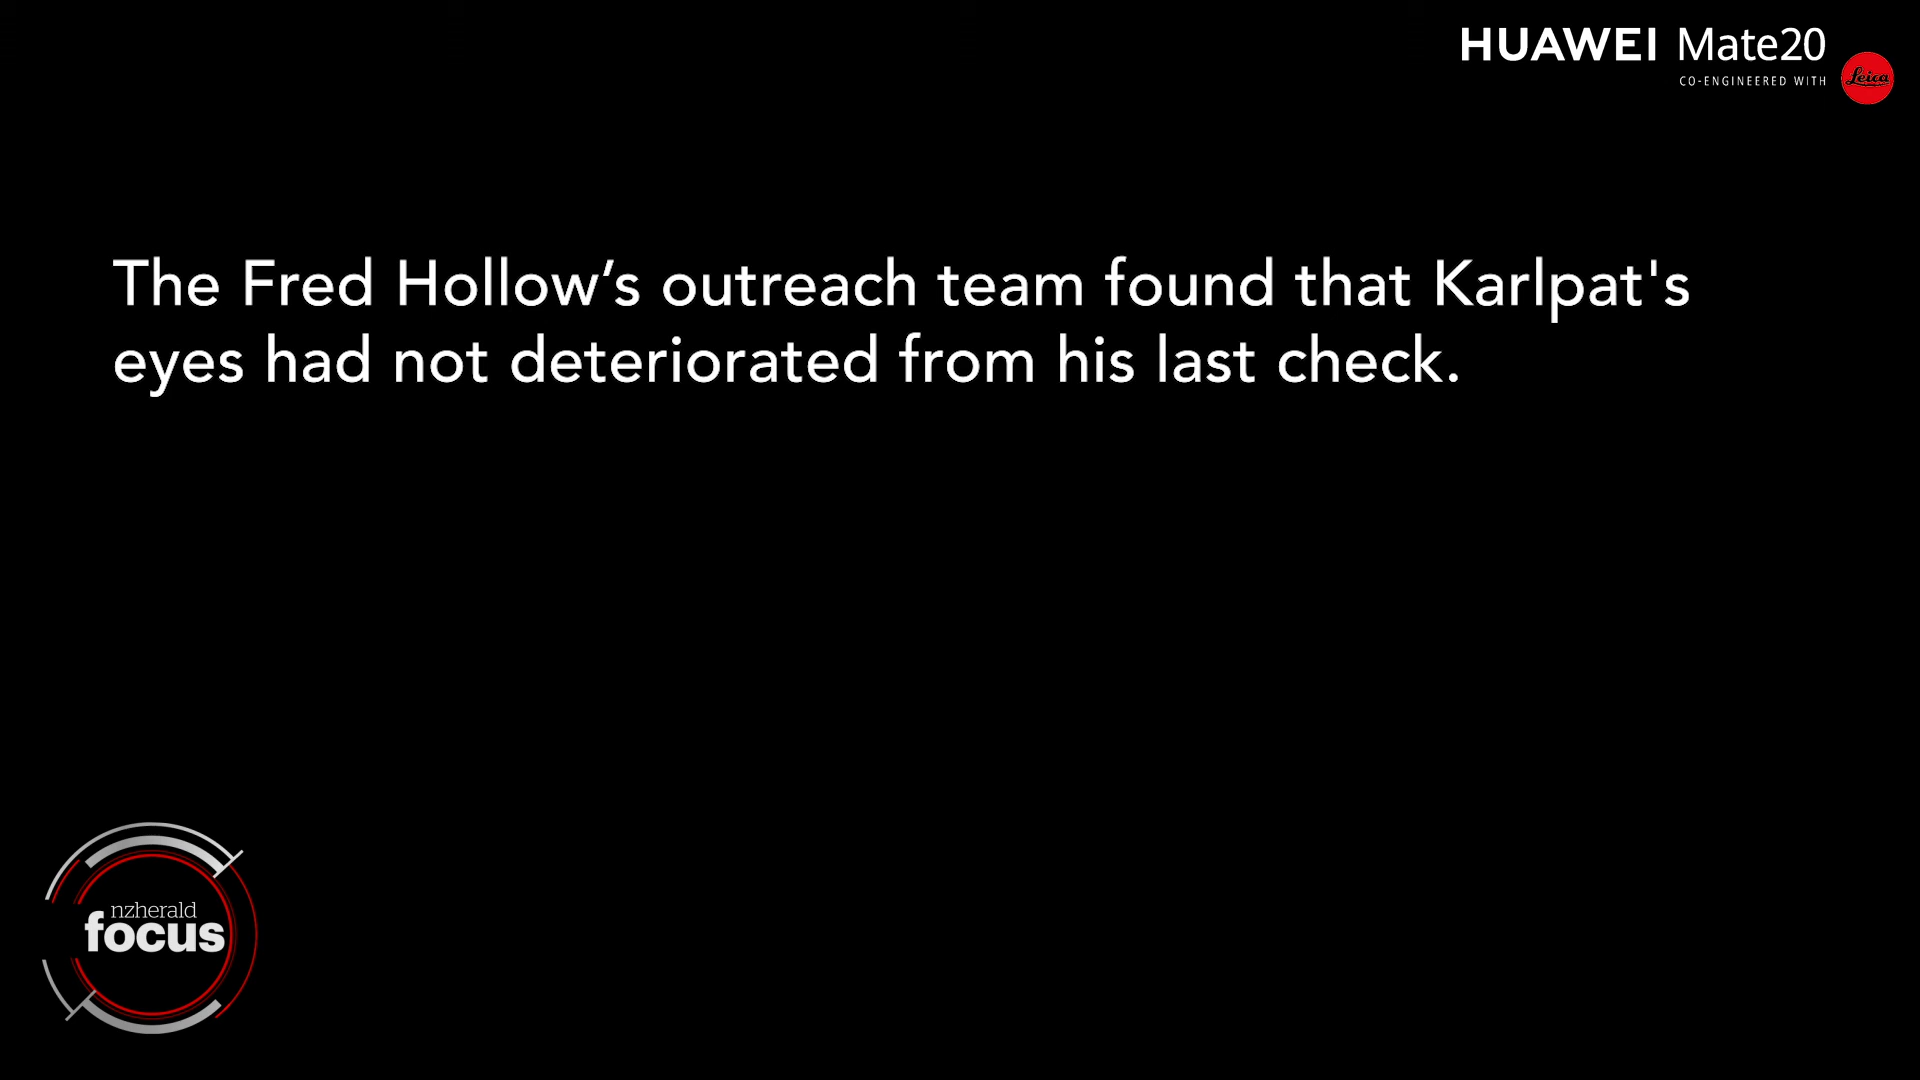 HUAWEI Mate20
CO-ENGINEERED WITH
Leica
The Fred Hollow’s outreach team found that Karlpat's
eyes had not deteriorated from his last check.
nzherald
focus